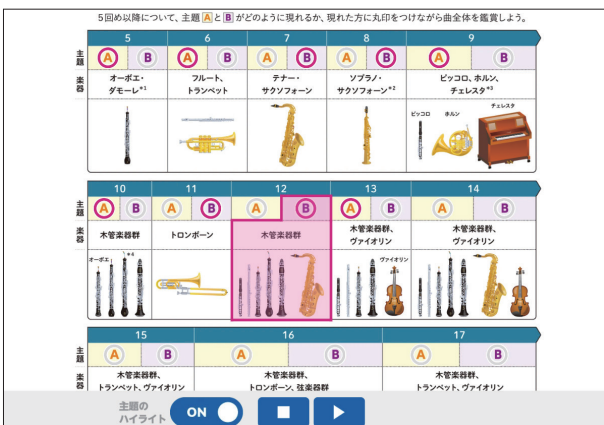 5回め以降について、主題AとBがどのように現れるか、現れた方に丸印をつけながら曲全体を鑑賞しよう。
5 6 7 8 9
主題 A B A B A B A B A B
楽器 オーボエ・ダモーレ*1 フルート、トランペット テナー・サクソフォーン ソプラノ・サクソフォーン*2 ピッコロ、ホルン、チェレスタ*3
ピッコロ ホルン チェレスタ
10 11 12 13 14
主題 A B A B A B A B A B
楽器 木管楽器群 トロンボーン 木管楽器群 木管楽器群、ヴァイオリン 木管楽器群、ヴァイオリン
オーボエ *4 ヴァイオリン
15 16 17
主題 A B A B A B
楽器 木管楽器群、トランペット、ヴァイオリン 木管楽器群、トロンボーン、弦楽器群 木管楽器群、トランペット、ヴァイオリン
主題の
ハイライト ON